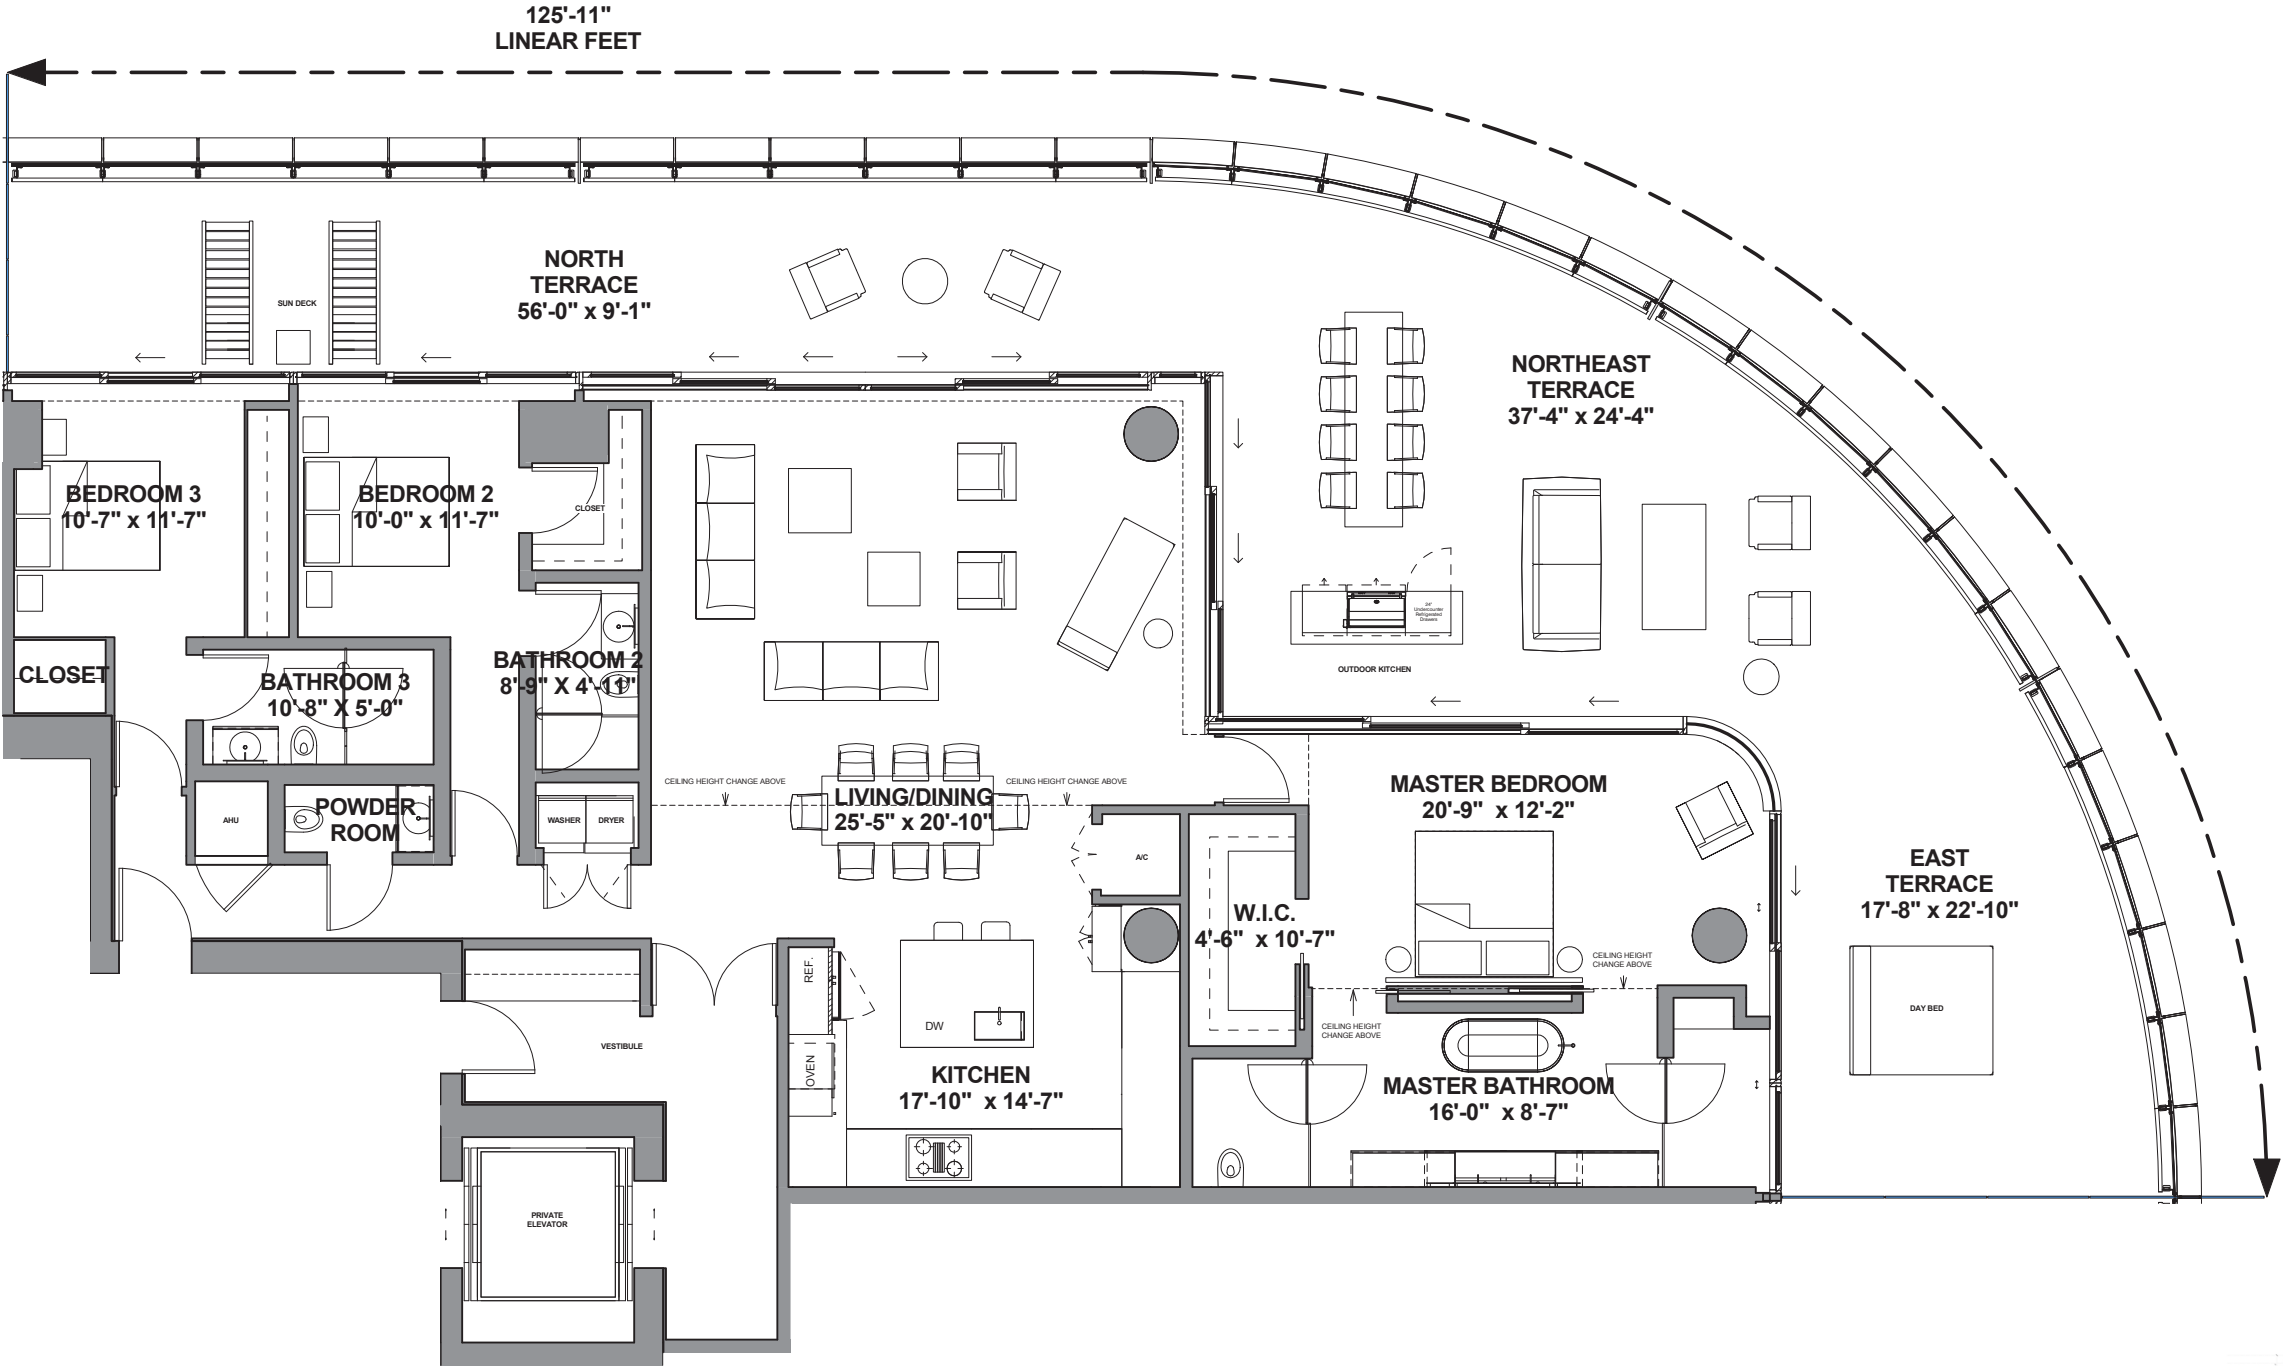 125'-11"
LINEAR FEET
NORTH
TERRACE
56'-0" x 9'-1"
SUN DECK
NORTHEAST
TERRACE
37'-4" x 24'-4"
BEDROOM 3
10'-7" x 11'-7"
BEDROOM 2
10'-0" x 11'-7"
CLOSET
24"
Undercounter
Refrigerated
Drawers
OUTDOOR KITCHEN
CLOSET
BATHROOM 3
10'-8" X 5'-0"
BATHROOM 2
8'-9" X 4'-11"
CEILING HEIGHT CHANGE ABOVE
CEILING HEIGHT CHANGE ABOVE
LIVING/DINING
25'-5" x 20'-10"
MASTER BEDROOM
20'-9" x 12'-2"
POWDER
ROOM
AHU
WASHER
DRYER
A/C
EAST
TERRACE
17'-8" x 22'-10"
W.I.C.
4'-6" x 10'-7"
CEILING HEIGHT
CHANGE ABOVE
REF.
DW
OVEN
CEILING HEIGHT
CHANGE ABOVE
DAY BED
VESTIBULE
KITCHEN
17'-10" x 14'-7"
MASTER BATHROOM
16'-0" x 8'-7"
PRIVATE
ELEVATOR